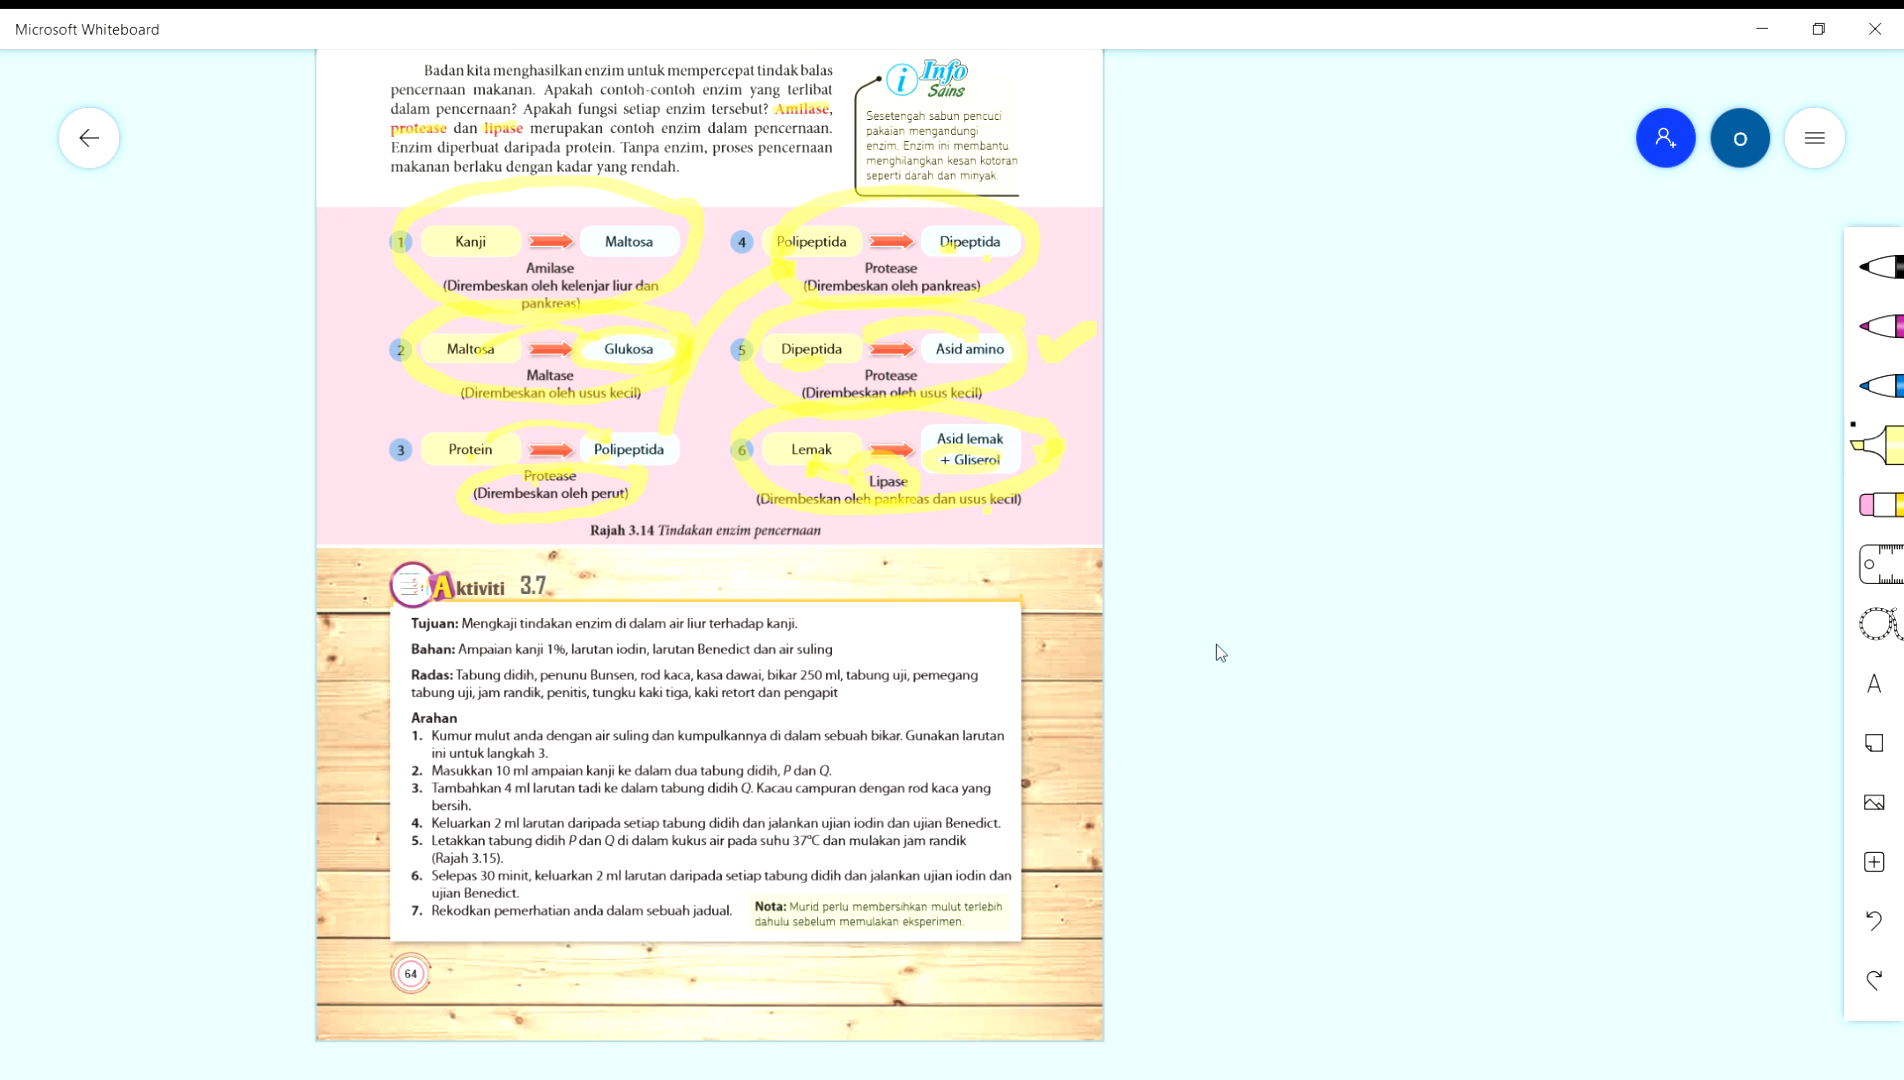 Microsoft Whiteboard
Badan kita menghasilkan enzim untuk mempercepat tindak balas
pencernaan makanan. Apakah contoh-contoh enzim yang terlibat
dalam pencernaan? Apakah fungsi setiap enzim tersebut? Amilase,
protease dan lipase merupakan contoh enzim dalam pencernaan.
Enzim diperbuat daripada protein. Tanpa enzim, proses pencernaan
makanan berlaku dengan kadar yang rendah.
i Info
Sains
Sesetengah sabun pencuci
pakaian mengandungi
enzim. Enzim ini membantu
menghilangkan kesan kotoran
seperti darah dan minyak.
O
1 Kanji Maltosa
Amilase
(Dirembeskan oleh kelenjar liur dan
pankreas)
2 Maltosa Glukosa
Maltase
(Dirembeskan oleh usus kecil)
3 Protein Polipeptida
Protease
(Dirembeskan oleh perut)
4 Polipeptida Dipeptida
Protease
(Dirembeskan oleh pankreas)
5 Dipeptida Asid amino
Protease
(Dirembeskan oleh usus kecil)
6 Lemak Asid lemak
+ Gliserol
Lipase
(Dirembeskan oleh pankreas dan usus kecil)
Rajah 3.14 Tindakan enzim pencernaan
Aktiviti 3.7
Tujuan: Mengkaji tindakan enzim di dalam air liur terhadap kanji.
Bahan: Ampaian kanji 1%, larutan iodin, larutan Benedict dan air suling
Radas: Tabung didih, penunu Bunsen, rod kaca, kasa dawai, bikar 250 ml, tabung uji, pemegang
tabung uji, jam randik, penitis, tungku kaki tiga, kaki retort dan pengapit
Arahan
1. Kumur mulut anda dengan air suling dan kumpulkannya di dalam sebuah bikar. Gunakan larutan
ini untuk langkah 3.
2. Masukkan 10 ml ampaian kanji ke dalam dua tabung didih, P dan Q.
3. Tambahkan 4 ml larutan tadi ke dalam tabung didih Q. Kacau campuran dengan rod kaca yang
bersih.
4. Keluarkan 2 ml larutan daripada setiap tabung didih dan jalankan ujian iodin dan ujian Benedict.
5. Letakkan tabung didih P dan Q di dalam kukus air pada suhu 37°C dan mulakan jam randik
(Rajah 3.15).
6. Selepas 30 minit, keluarkan 2 ml larutan daripada setiap tabung didih dan jalankan ujian iodin dan
ujian Benedict.
7. Rekodkan pemerhatian anda dalam sebuah jadual.
Nota: Murid perlu membersihkan mulut terlebih
dahulu sebelum memulakan eksperimen.
64
A